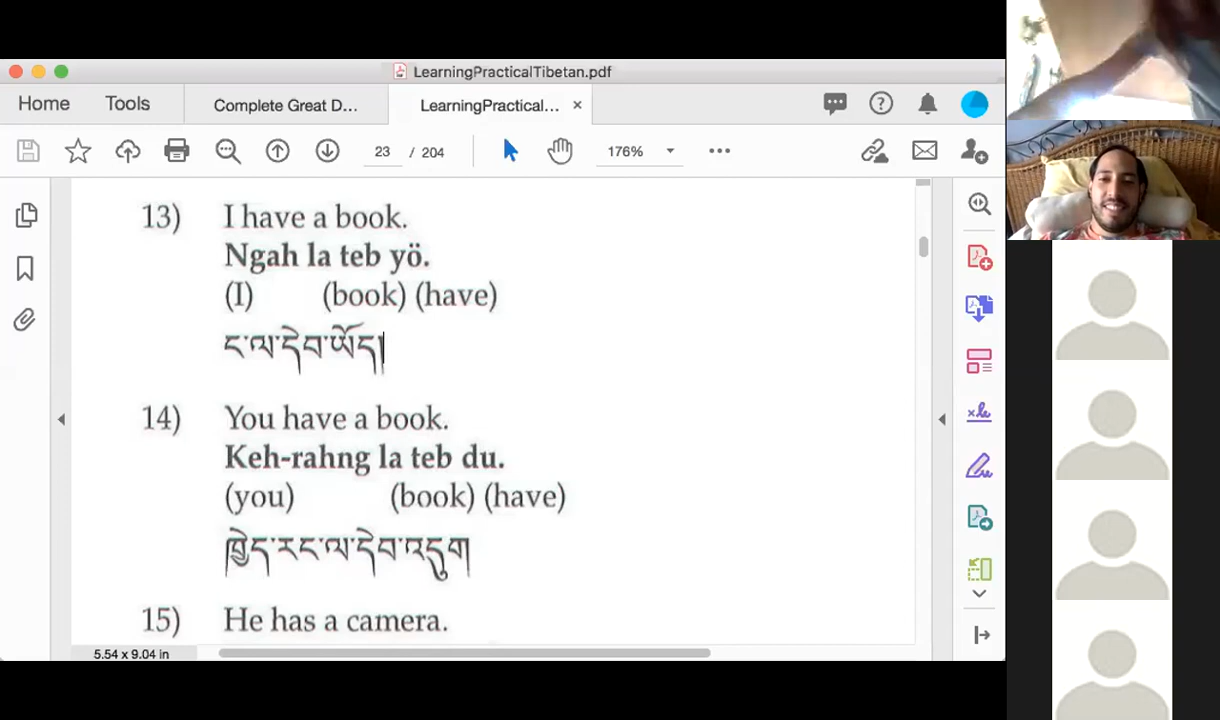 LearningPracticalTibetan.pdf
Home Tools Complete Great D... LearningPractical... ×
23 / 204 176%
13) I have a book.
Ngah la teb yö.
(I) (book) (have)
ང་ལ་དེབ་ཡོད།
14) You have a book.
Keh-rahng la teb du.
(you) (book) (have)
ཁྱེད་རང་ལ་དེབ་འདུག
15) He has a camera.
5.54 x 9.04 in